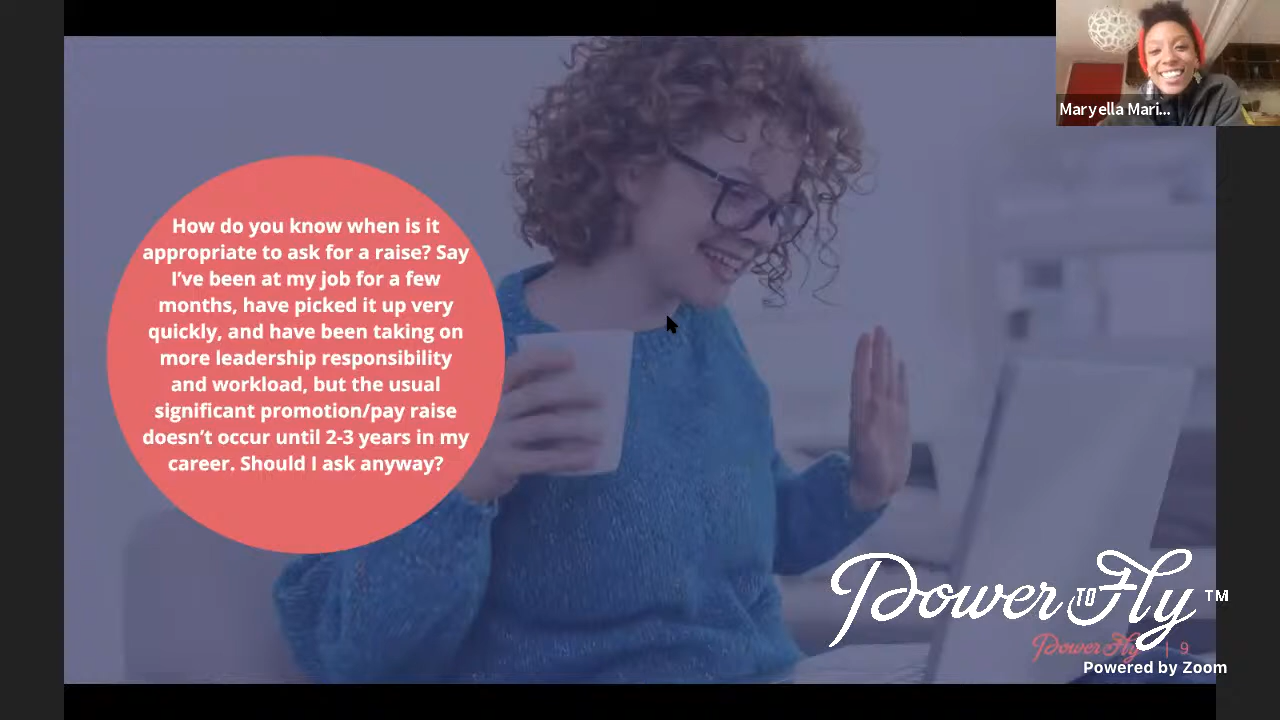 Maryella Mari...
How do you know when is it
appropriate to ask for a raise? Say
I’ve been at my job for a few
months, have picked it up very
quickly, and have been taking on
more leadership responsibility
and workload, but the usual
significant promotion/pay raise
doesn’t occur until 2-3 years in my
career. Should I ask anyway?
PowerToFly™
PowerToFly | 9
Powered by Zoom